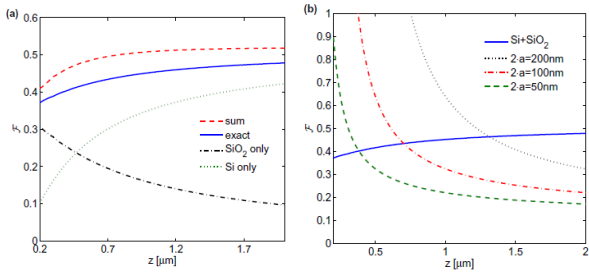 (a)
0.6
0.5
0.4
0.3
0.2
0.1
0
𝓕
sum
exact
SiO2 only
Si only
0.2 0.7 1.2 1.7
z [μm]
(b)
1
0.9
0.8
0.7
0.6
0.5
0.4
0.3
0.2
0.1
0
𝓕
Si+SiO2
2·a=200nm
2·a=100nm
2·a=50nm
0.5 1 1.5 2
z [μm]